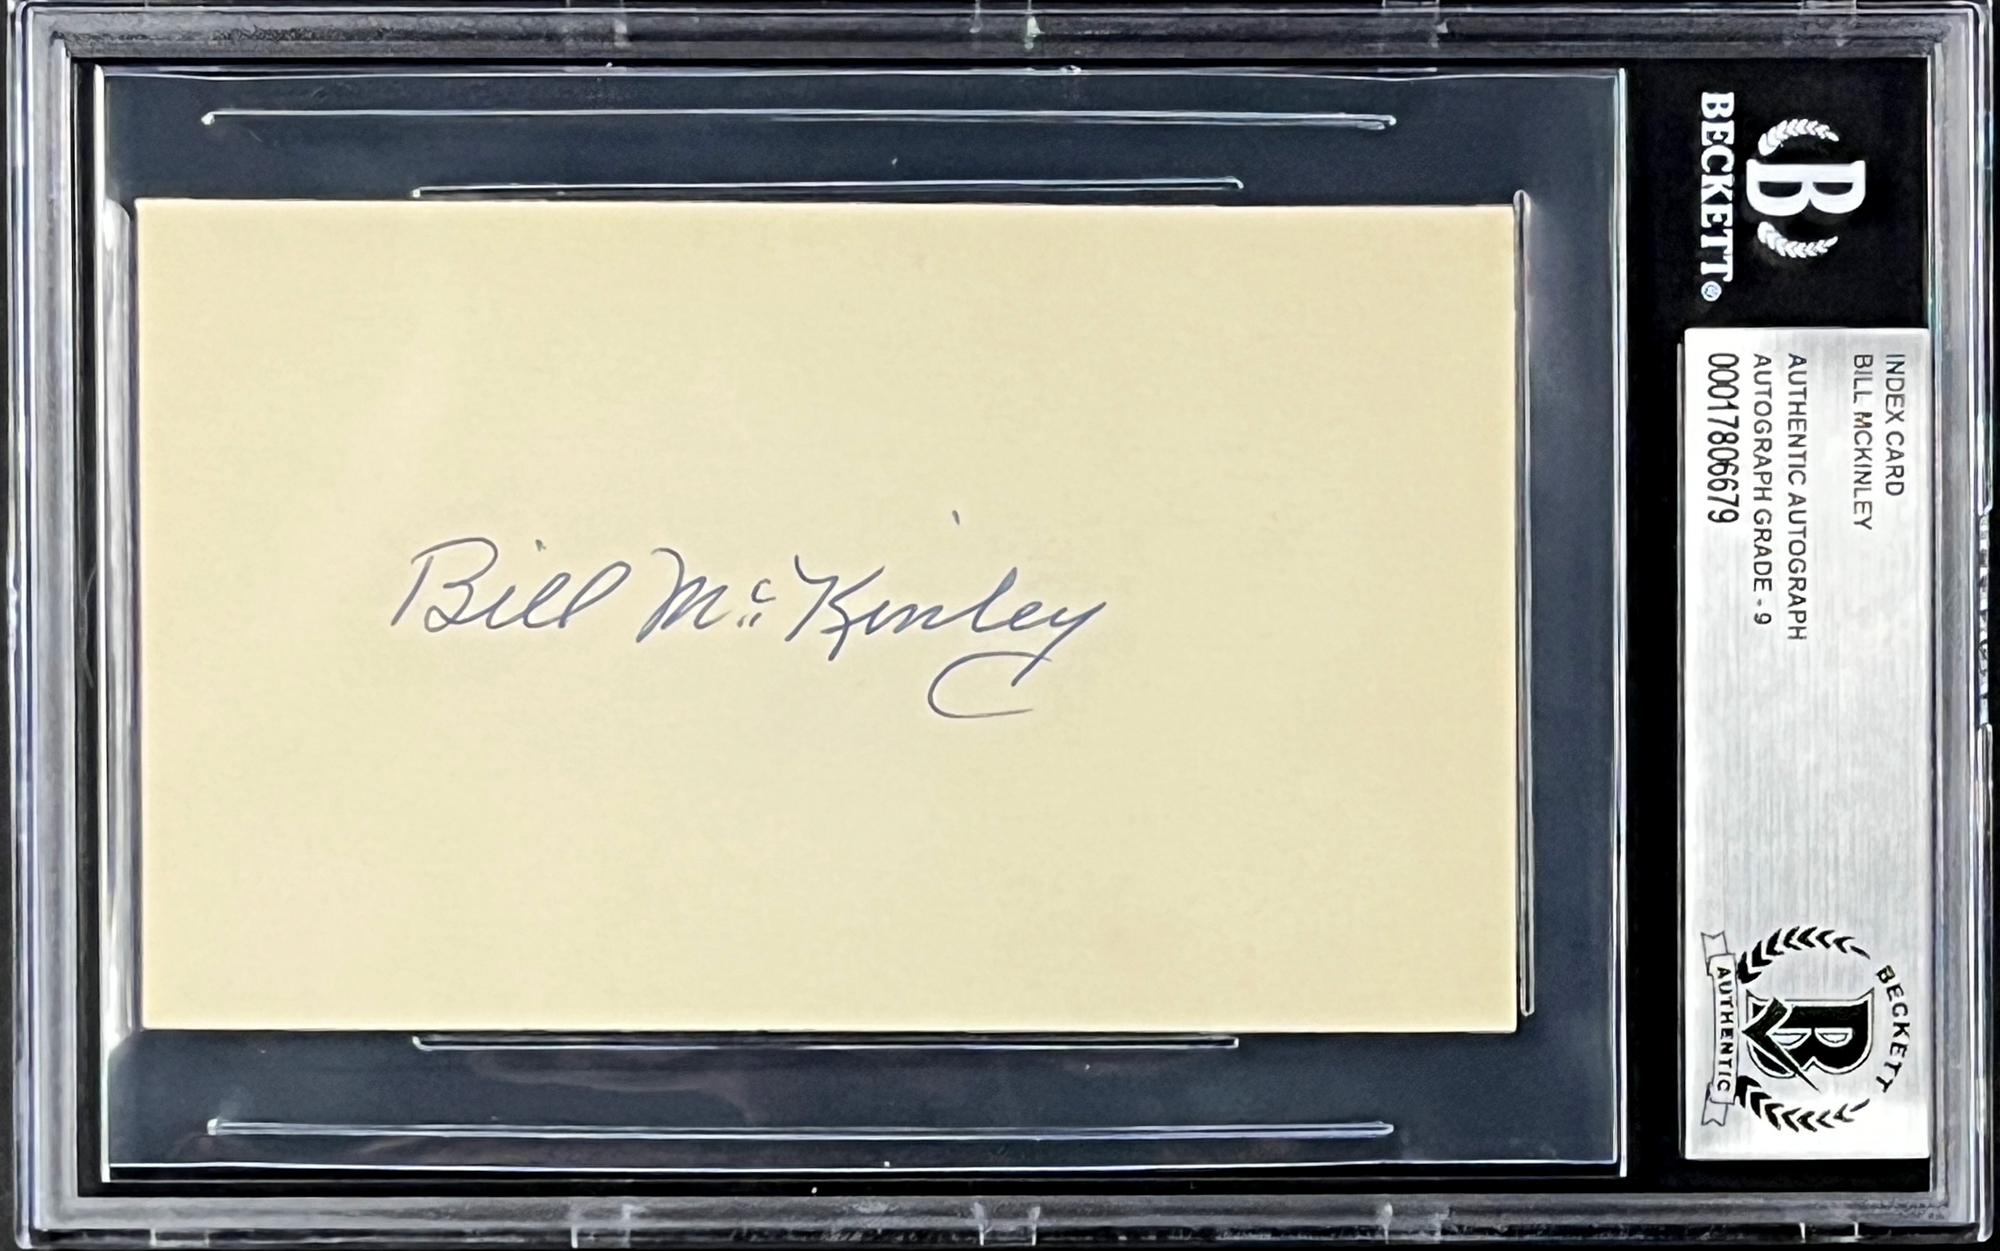 Bill McKinley
BECKETT
INDEX CARD
BILL MCKINLEY
AUTHENTIC AUTOGRAPH
AUTOGRAPH GRADE - 9
00017806679
B
BECKETT
AUTHENTIC